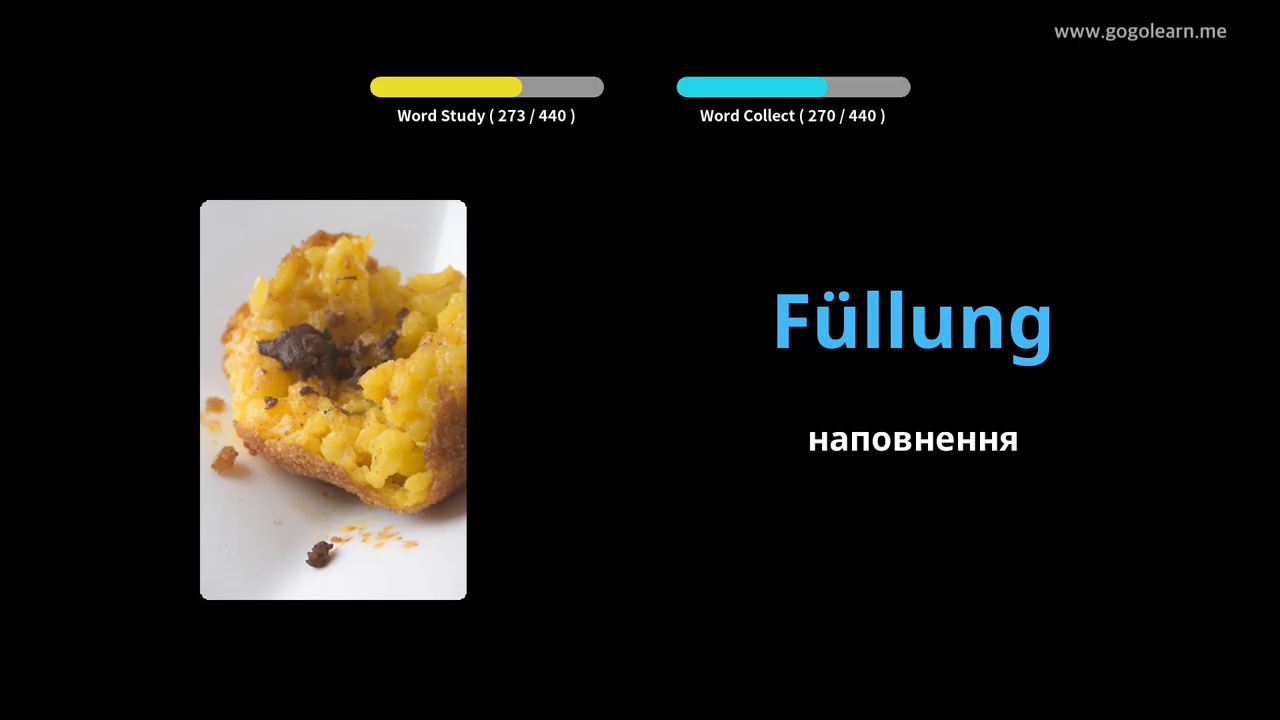 www.gogolearn.me
Word Study ( 273 / 440 )
Word Collect ( 270 / 440 )
Füllung
наповнення